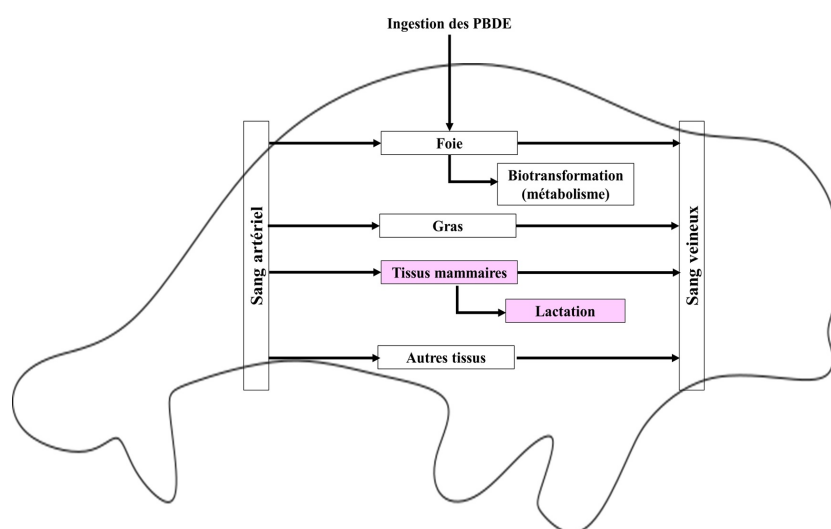 Ingestion des PBDE
Foie
Biotransformation
(métabolisme)
Sang artériel
Gras
Sang veineux
Tissus mammaires
Lactation
Autres tissus